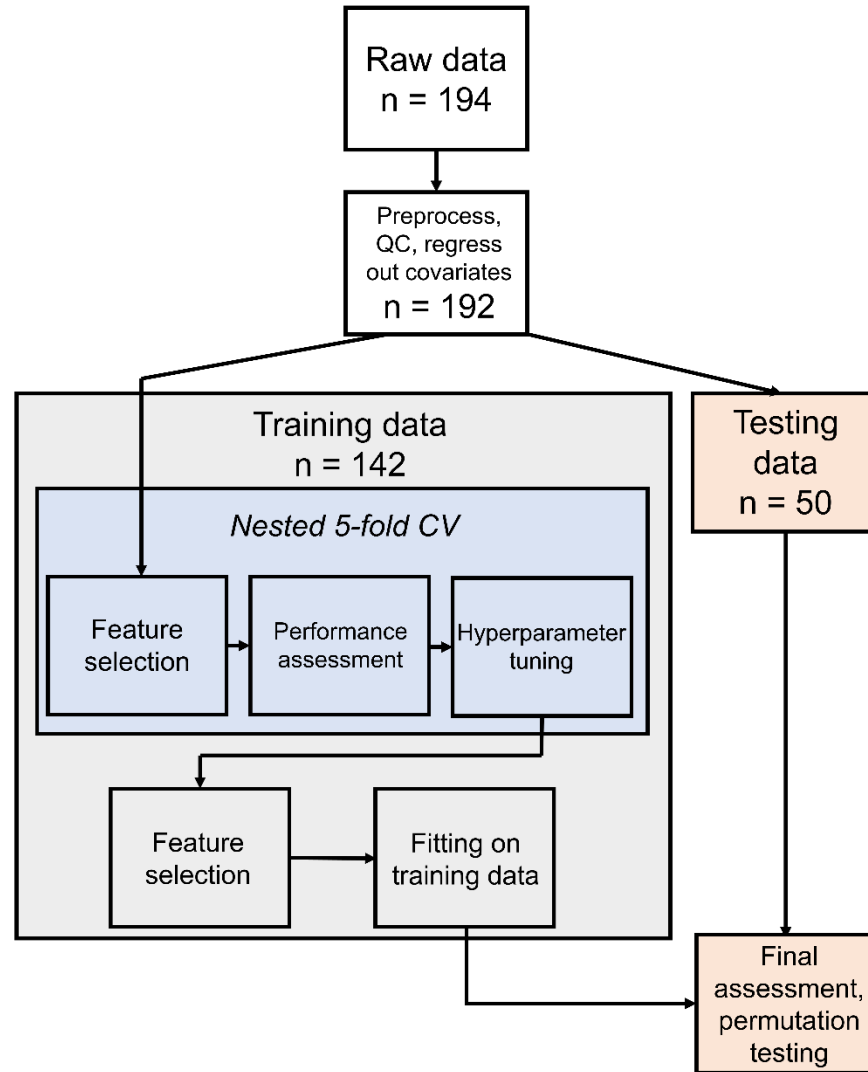 Raw data
n = 194
Preprocess,
QC, regress
out covariates
n = 192
Training data
n = 142
Nested 5-fold CV
Feature
selection
Performance
assessment
Hyperparameter
tuning
Feature
selection
Fitting on
training data
Testing
data
n = 50
Final
assessment,
permutation
testing